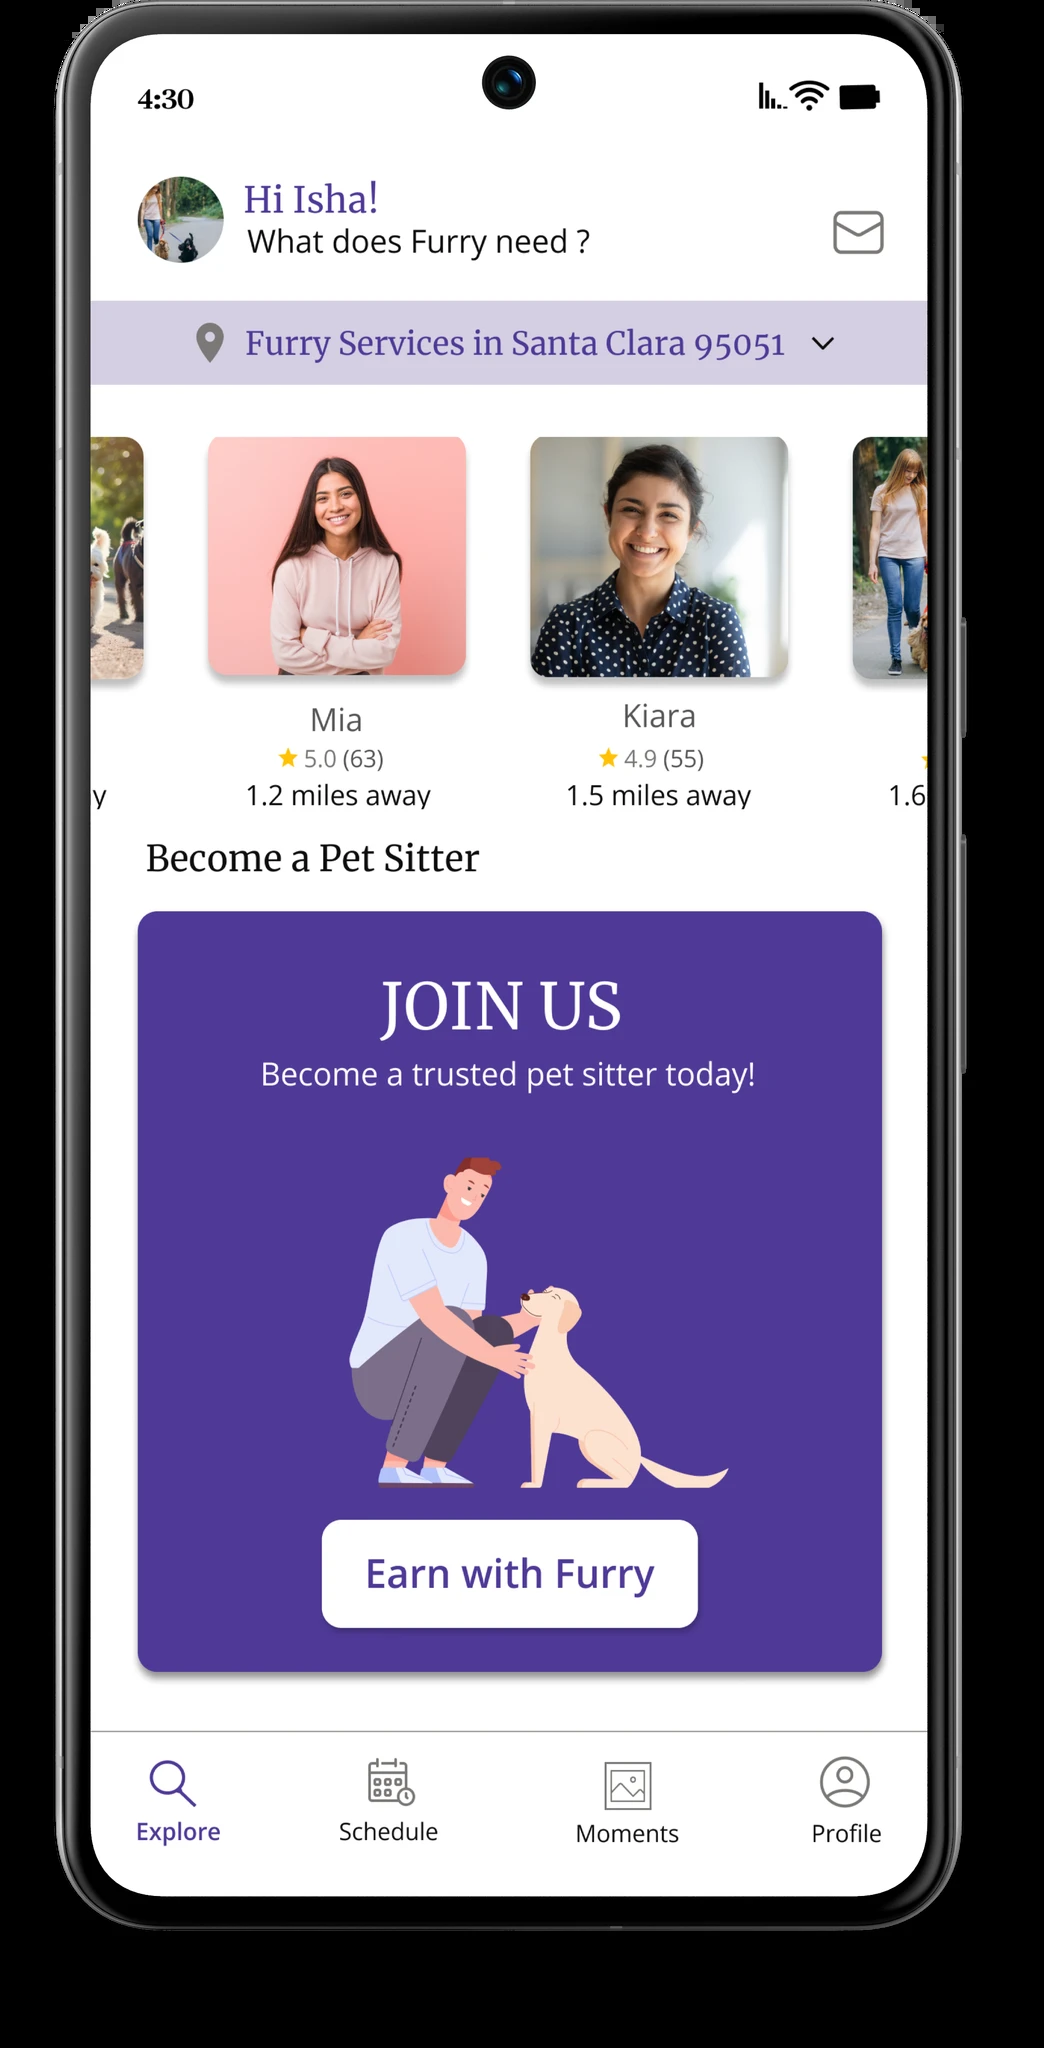 4:30
Hi Isha!
What does Furry need ?
Furry Services in Santa Clara 95051
Mia
5.0 (63)
1.2 miles away
Kiara
4.9 (55)
1.5 miles away
y
1.6
Become a Pet Sitter
JOIN US
Become a trusted pet sitter today!
Earn with Furry
Explore
Schedule
Moments
Profile